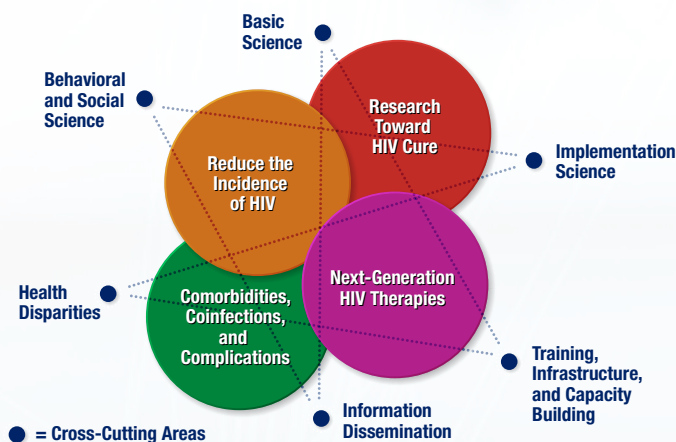 Basic
Science
Behavioral
and Social
Science
Research
Toward
HIV Cure
Reduce the
Incidence
of HIV
Implementation
Science
Next-Generation
HIV Therapies
Health
Disparities
Comorbidities,
Coinfections,
and
Complications
Training,
Infrastructure,
and Capacity
Building
Information
Dissemination
= Cross-Cutting Areas